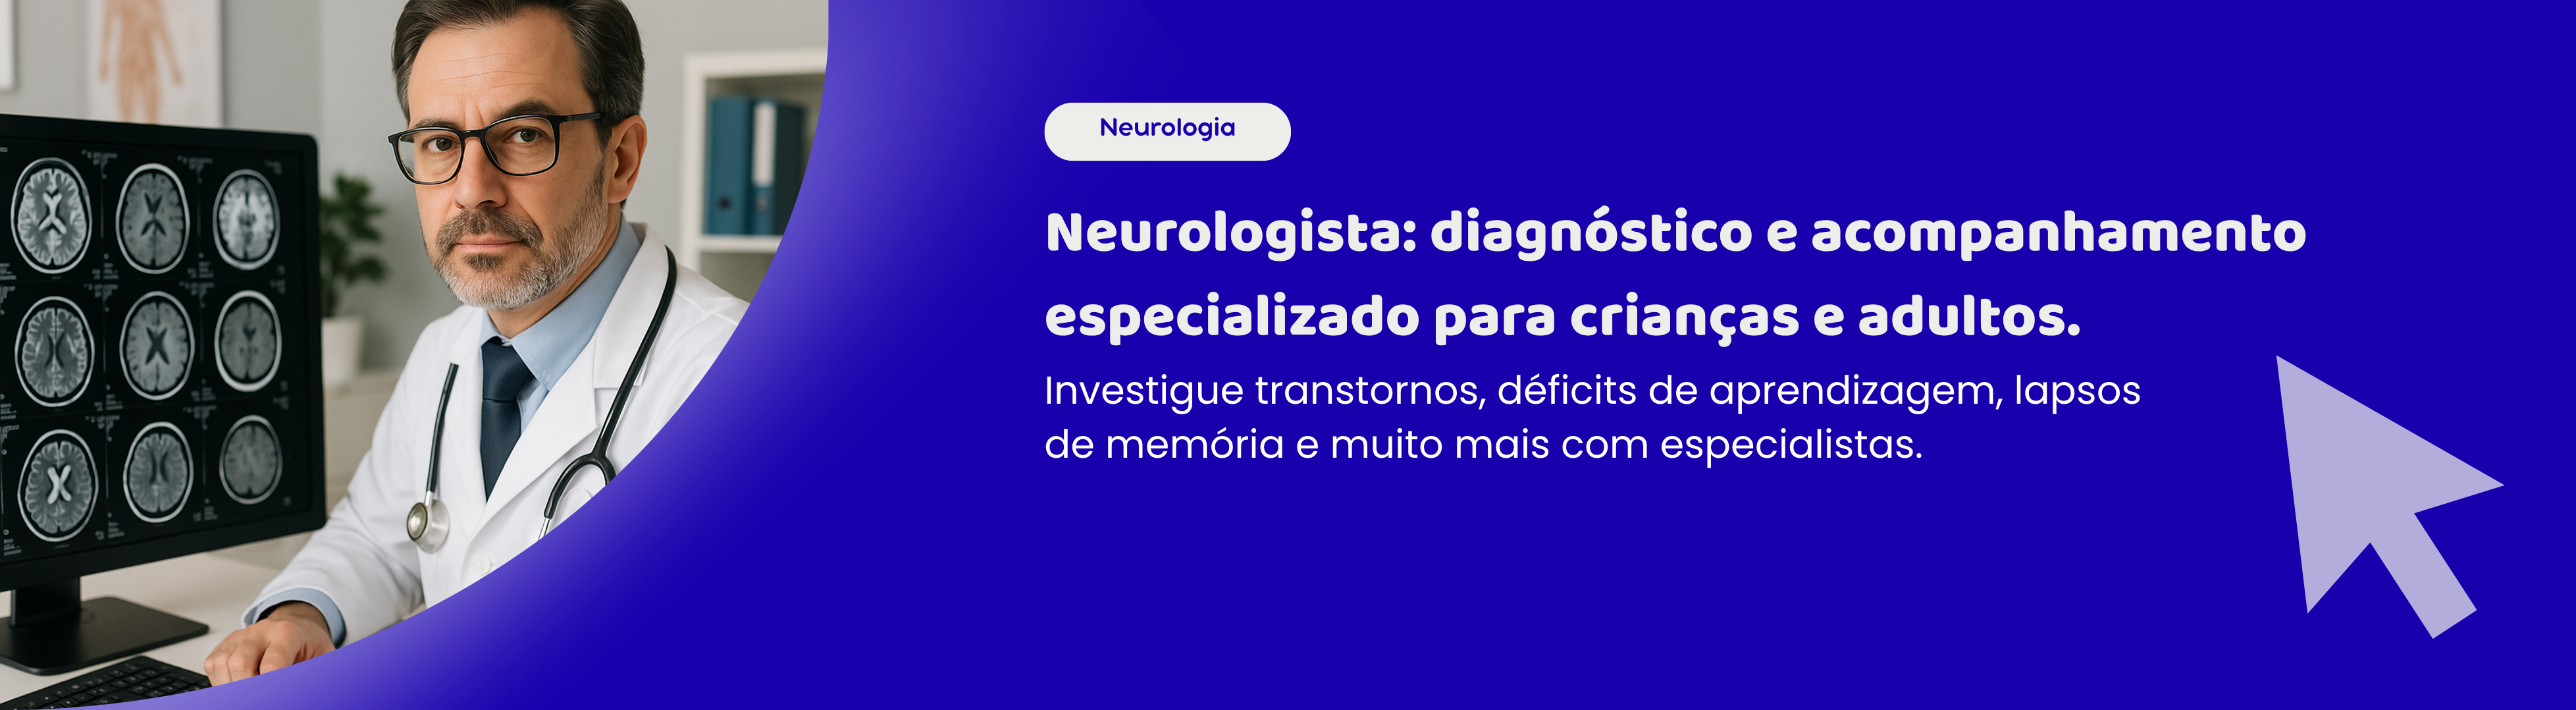 Neurologia
Neurologista: diagnóstico e acompanhamento
especializado para crianças e adultos.
Investigue transtornos, déficits de aprendizagem, lapsos
de memória e muito mais com especialistas.